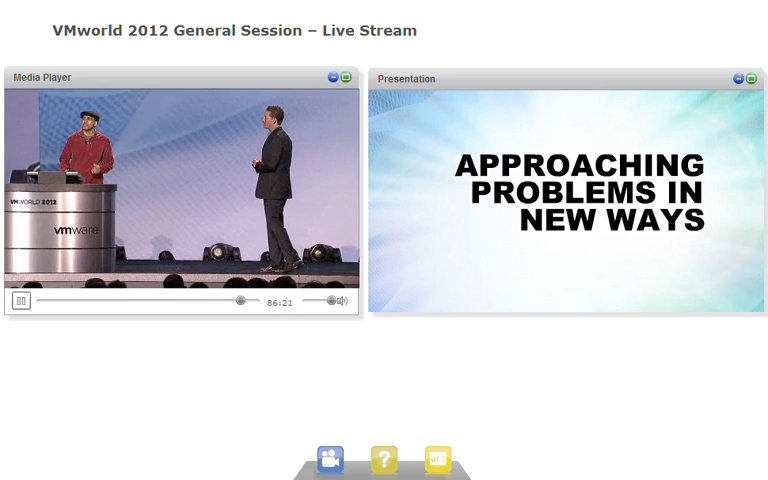 VMworld 2012 General Session – Live Stream
Media Player
Presentation
VMWORLD 2012
vmware
APPROACHING
PROBLEMS IN
NEW WAYS
86:21
?